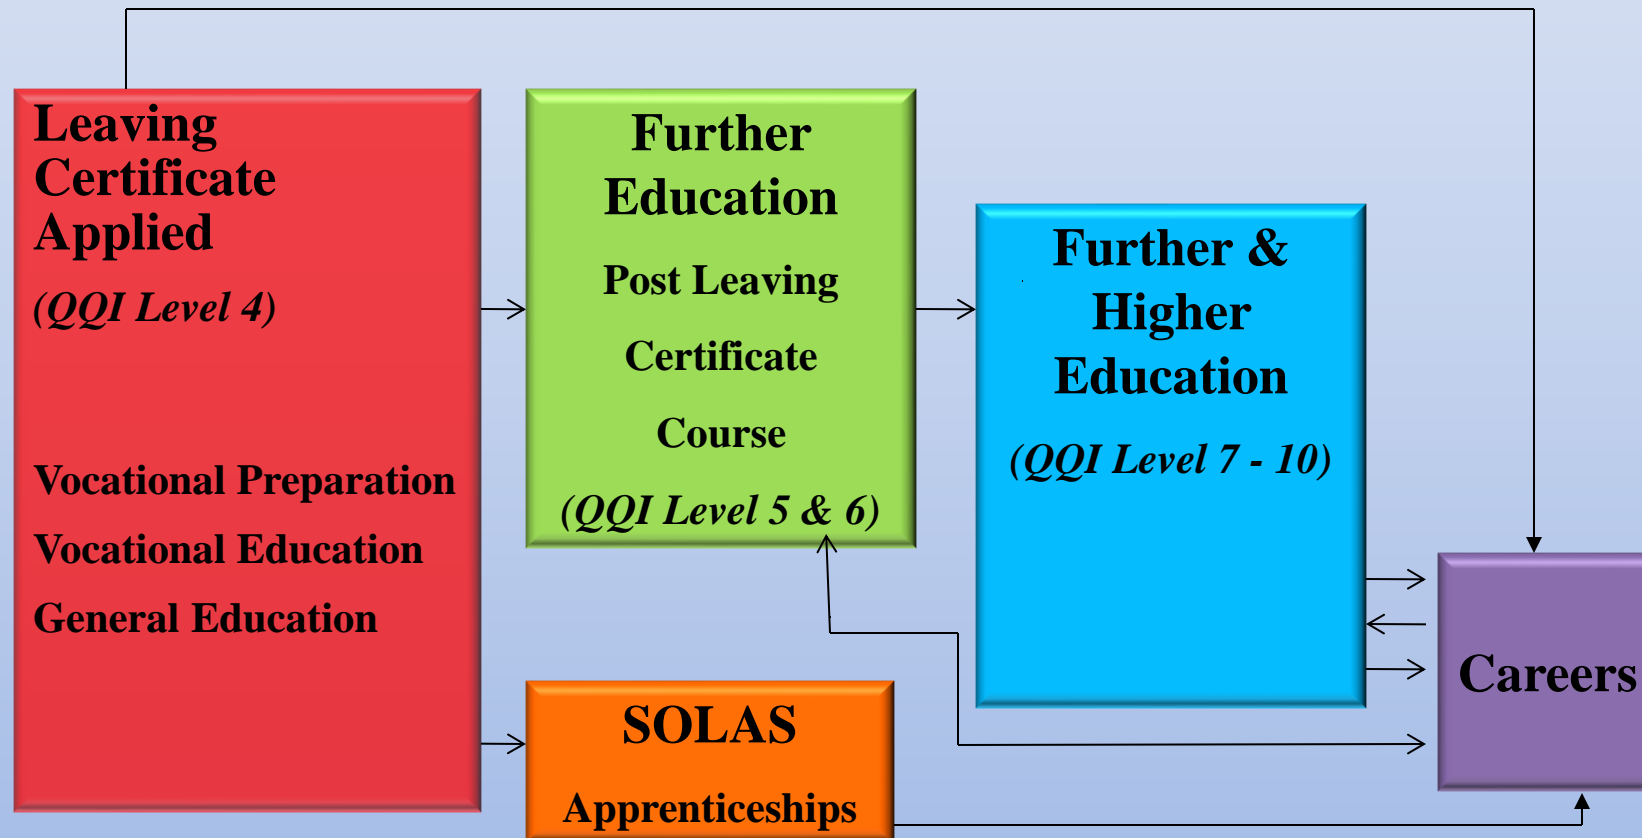 Leaving
Certificate
Applied
(QQI Level 4)
Vocational Preparation
Vocational Education
General Education
Further
Education
Post Leaving
Certificate
Course
(QQI Level 5 & 6)
SOLAS
Apprenticeships
Further &
Higher
Education
(QQI Level 7 - 10)
Careers